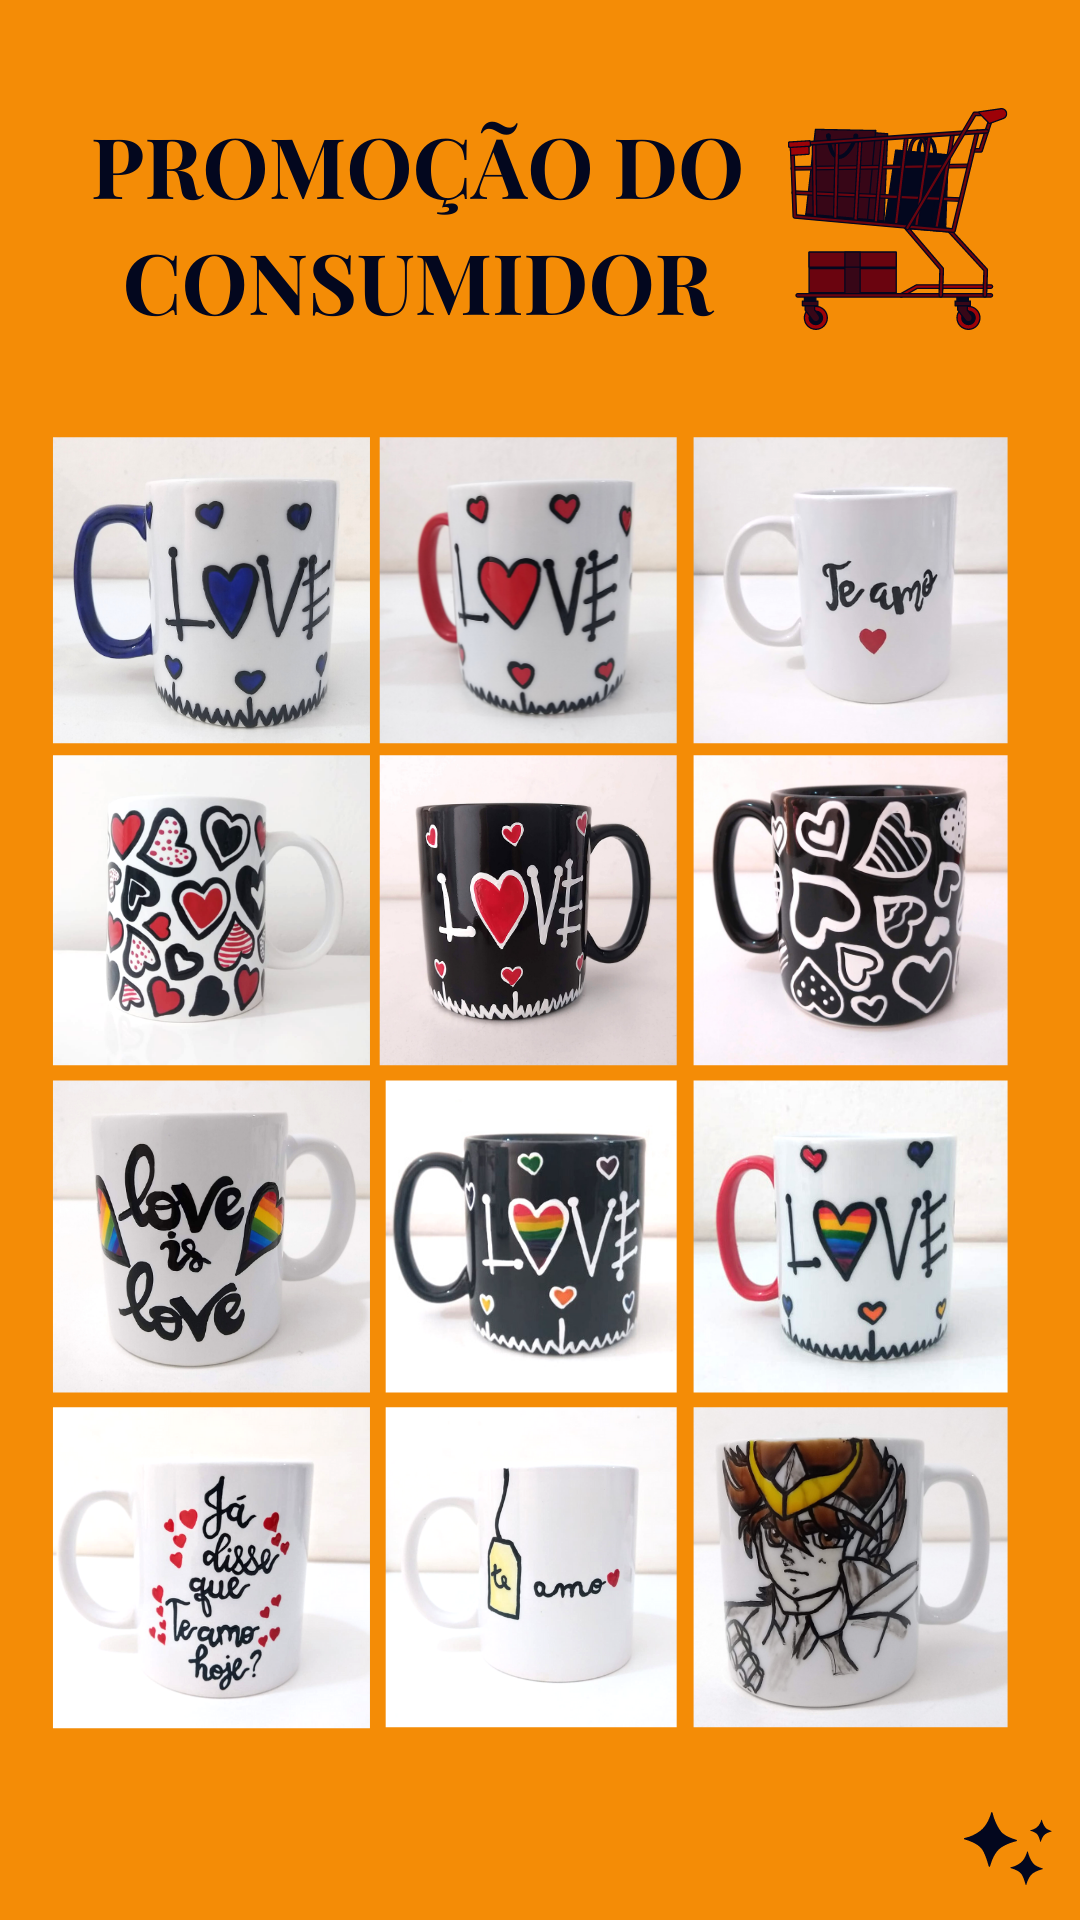 PROMOÇÃO DO
CONSUMIDOR
LOVE
LOVE
Te amo
LOVE
love
is
love
LOVE
LOVE
Já
disse
que
Te amo
hoje?
te amo